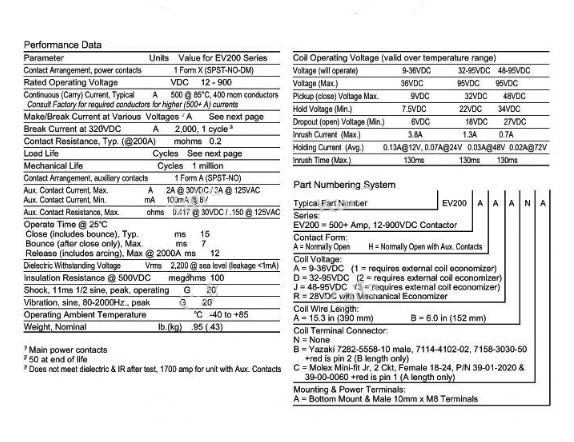 Performance Data
Parameter Units Value for EV200 Series
Contact Arrangement, power contacts 1 Form X (SPST-NO-DM)
Rated Operating Voltage VDC 12 - 900
Continuous (Carry) Current, Typical A 500 @ 85°C, 400 mcm conductors
Consult Factory for required conductors for higher (500+ A) currents
Make/Break Current at Various Voltages ¹ A See next page
Break Current at 320VDC A 2,000, 1 cycle ³
Contact Resistance, Typ. (@200A) mohms 0.2
Load Life Cycles See next page
Mechanical Life Cycles 1 million
Contact Arrangement, auxiliary contacts 1 Form A (SPST-NO)
Aux. Contact Current, Max. A 2A @ 30VDC / 3A @ 125VAC
Aux. Contact Current, Min. mA 100mA @ 8V
Aux. Contact Resistance, Max. ohms 0.417 @ 30VDC / .150 @ 125VAC
Operate Time @ 25°C
Close (includes bounce), Typ. ms 15
Bounce (after close only), Max. ms 7
Release (includes arcing), Max @ 2000A ms 12
Dielectric Withstanding Voltage Vrms 2,200 @ sea level (leakage <1mA)
Insulation Resistance @ 500VDC megohms 100
Shock, 11ms 1/2 sine, peak, operating G 20
Vibration, sine, 80-2000Hz., peak G 20
Operating Ambient Temperature °C -40 to +85
Weight, Nominal lb.(kg) .95 (.43)
Main power contacts
² 50 at end of life
³ Does not meet dielectric & IR after test, 1700 amp for unit with Aux. Contacts
Coil Operating Voltage (valid over temperature range)
Voltage (will operate) 9-36VDC 32-95VDC 48-95VDC
Voltage (Max.) 36VDC 95VDC 95VDC
Pickup (close) Voltage Max. 9VDC 32VDC 48VDC
Hold Voltage (Min.) 7.5VDC 22VDC 34VDC
Dropout (open) Voltage (Min.) 6VDC 18VDC 27VDC
Inrush Current (Max.) 3.8A 1.3A 0.7A
Holding Current (Avg.) 0.13A@12V, 0.07A@24V 0.03A@48V 0.02A@72V
Inrush Time (Max.) 130ms 130ms 130ms
Part Numbering System
Typical Part Number EV200 A A A N A
Series:
EV200 = 500+ Amp, 12-900VDC Contactor
Contact Form:
A = Normally Open H = Normally Open with Aux. Contacts
Coil Voltage:
A = 9-36VDC (1 = requires external coil economizer)
D = 32-95VDC (2 = requires external coil economizer)
J = 48-95VDC (3 = requires external coil economizer)
R = 28VDC with Mechanical Economizer
Coil Wire Length:
A = 15.3 in (390 mm) B = 6.0 in (152 mm)
Coil Terminal Connector:
N = None
B = Yazaki 7282-5558-10 male, 7114-4102-02, 7158-3030-50
+red is pin 2 (B length only)
C = Molex Mini-fit Jr, 2 Ckt, Female 18-24, P/N 39-01-2020 &
39-00-0060 +red is pin 1 (A length only)
Mounting & Power Terminals:
A = Bottom Mount & Male 10mm x M8 Terminals